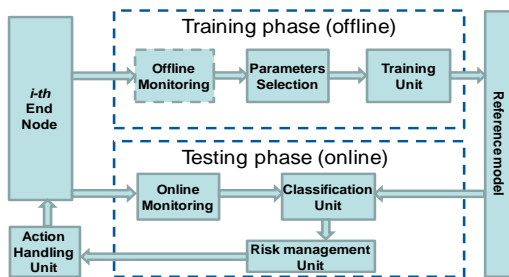 Training phase (offline)
i-th
End
Node
Offline
Monitoring
Parameters
Selection
Training
Unit
Reference model
Testing phase (online)
Online
Monitoring
Classification
Unit
Action
Handling
Unit
Risk management
Unit